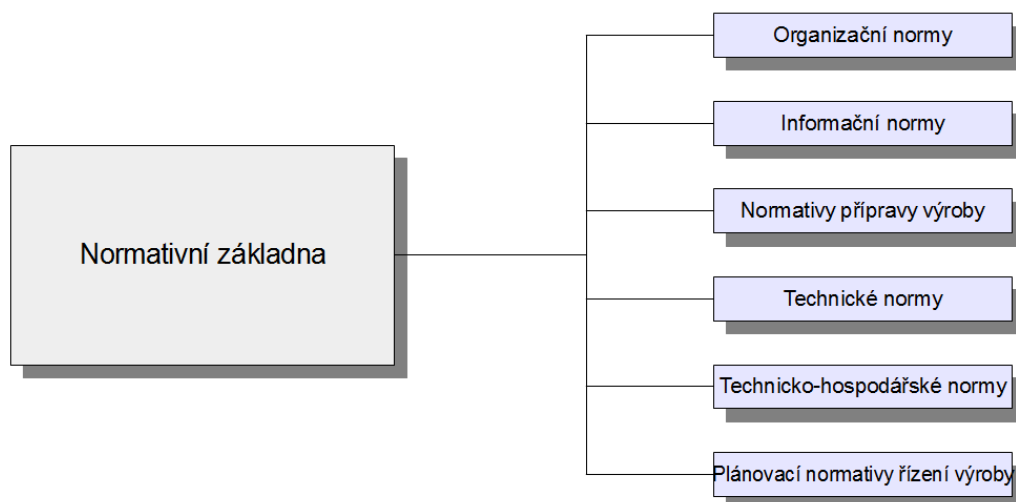 Organizační normy
Informační normy
Normativy přípravy výroby
Normativní základna
Technické normy
Technicko-hospodářské normy
Plánovací normativy řízení výroby